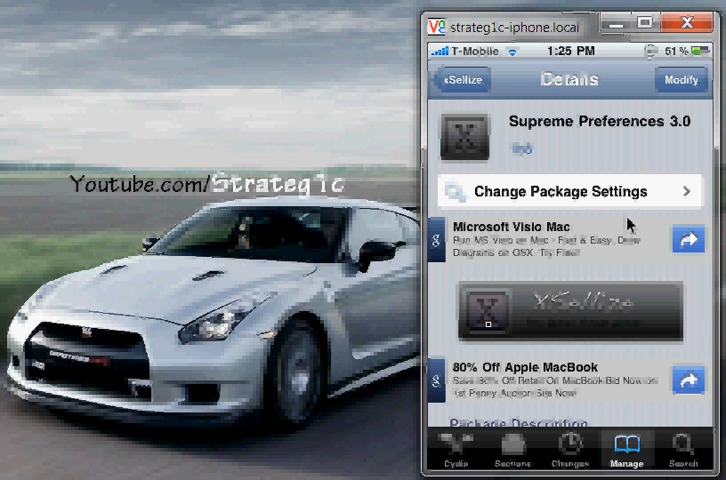 strateg1c-iphone.local
T-Mobile 1:25 PM 51%
xSellize Details Modify
Supreme Preferences 3.0
Youtube.com/Strateg1c
Change Package Settings
Microsoft Visio Mac
Run MS Visio on Mac - Fast & Easy. Draw
Diagrams on OSX. Try Free!
XSellize
80% Off Apple MacBook
Save 80% Off Retail On MacBook Bid Now on
1st Penny Auction Site Now
Package Description
Cydia Sections Changes Manage Search